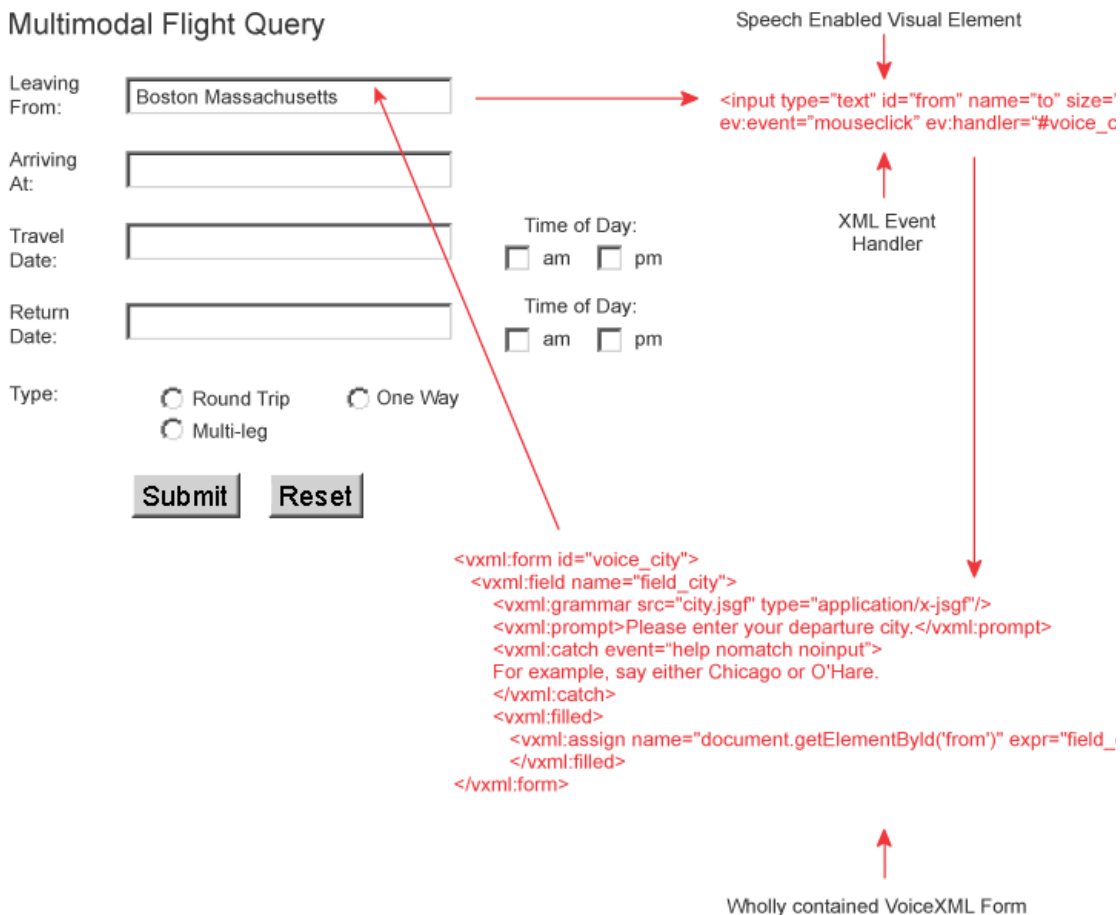 Multimodal Flight Query
Speech Enabled Visual Element
Leaving
From:
Boston Massachusetts
<input type=”text” id=”from” name=”to” size=”
ev:event=”mouseclick” ev:handler=“#voice_c
Arriving
At:
XML Event
Handler
Travel
Date:
Time of Day:
am pm
Return
Date:
Time of Day:
am pm
Type:
Round Trip One Way
Multi-leg
Submit Reset
<vxml:form id="voice_city">
<vxml:field name="field_city">
<vxml:grammar src="city.jsgf" type="application/x-jsgf"/>
<vxml:prompt>Please enter your departure city.</vxml:prompt>
<vxml:catch event=“help nomatch noinput”>
For example, say either Chicago or O'Hare.
</vxml:catch>
<vxml:filled>
<vxml:assign name="document.getElementById('from')" expr="field_
</vxml:filled>
</vxml:form>
Wholly contained VoiceXML Form